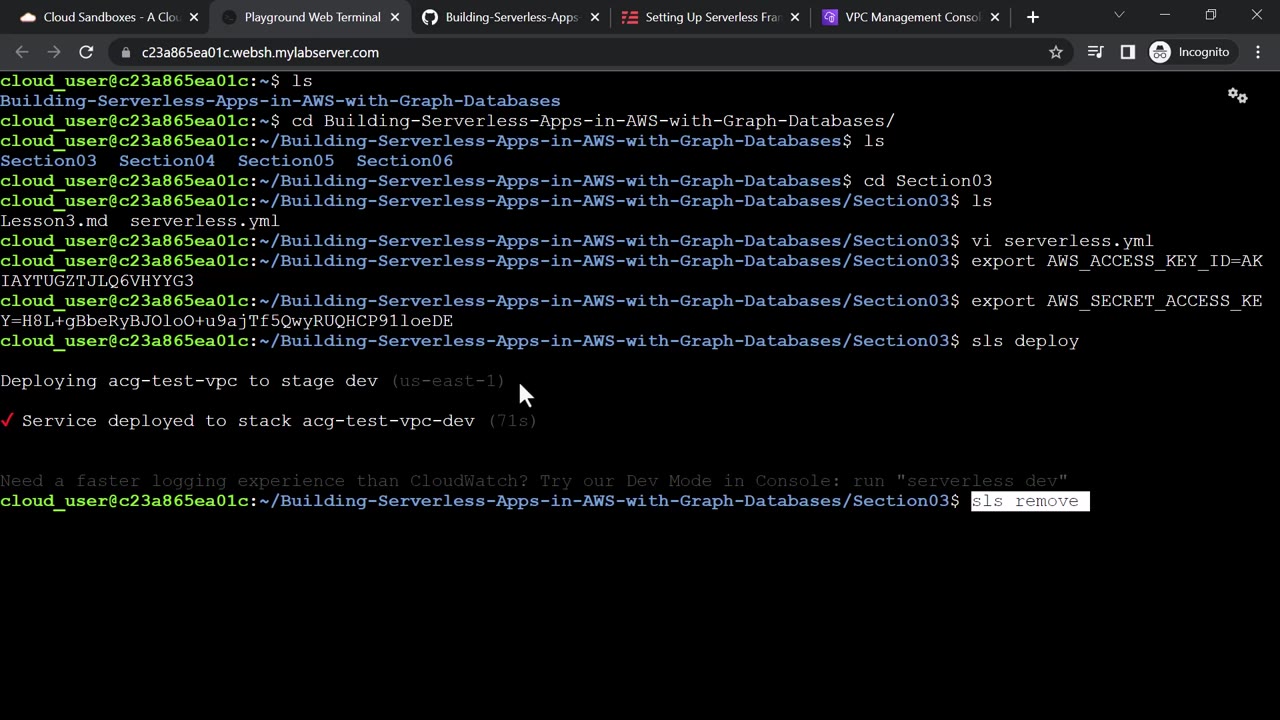 Cloud Sandboxes - A Clou
Playground Web Terminal
Building-Serverless-Apps
Setting Up Serverless Fra
VPC Management Consol
c23a865ea01c.websh.mylabserver.com
Incognito
cloud_user@c23a865ea01c:~$ ls
Building-Serverless-Apps-in-AWS-with-Graph-Databases
cloud_user@c23a865ea01c:~$ cd Building-Serverless-Apps-in-AWS-with-Graph-Databases/
cloud_user@c23a865ea01c:~/Building-Serverless-Apps-in-AWS-with-Graph-Databases$ ls
Section03  Section04  Section05  Section06
cloud_user@c23a865ea01c:~/Building-Serverless-Apps-in-AWS-with-Graph-Databases$ cd Section03
cloud_user@c23a865ea01c:~/Building-Serverless-Apps-in-AWS-with-Graph-Databases/Section03$ ls
Lesson3.md  serverless.yml
cloud_user@c23a865ea01c:~/Building-Serverless-Apps-in-AWS-with-Graph-Databases/Section03$ vi serverless.yml
cloud_user@c23a865ea01c:~/Building-Serverless-Apps-in-AWS-with-Graph-Databases/Section03$ export AWS_ACCESS_KEY_ID=AK
IAYTUGZTJLQ6VHYYG3
cloud_user@c23a865ea01c:~/Building-Serverless-Apps-in-AWS-with-Graph-Databases/Section03$ export AWS_SECRET_ACCESS_KE
Y=H8L+gBbeRyBJOloO+u9ajTf5QwyRUQHCP91loeDE
cloud_user@c23a865ea01c:~/Building-Serverless-Apps-in-AWS-with-Graph-Databases/Section03$ sls deploy
Deploying acg-test-vpc to stage dev (us-east-1)
✓ Service deployed to stack acg-test-vpc-dev (71s)
Need a faster logging experience than CloudWatch? Try our Dev Mode in Console: run "serverless dev"
cloud_user@c23a865ea01c:~/Building-Serverless-Apps-in-AWS-with-Graph-Databases/Section03$ sls remove